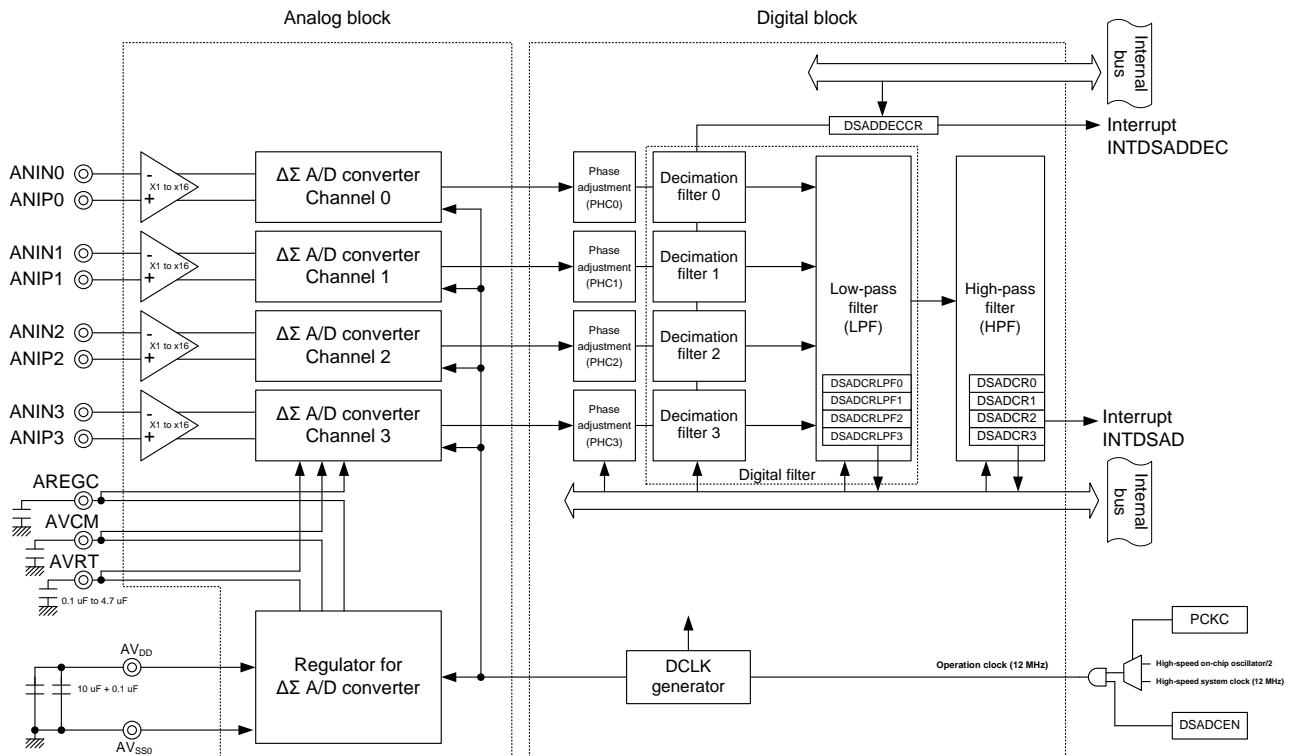 Analog block
Digital block
Internal
bus
DSADDECCR
Interrupt
INTDSADDEC
ANIN0
ANIP0
-
+
X1 to x16
ΔΣ A/D converter
Channel 0
Phase
adjustment
(PHC0)
Decimation
filter 0
ANIN1
ANIP1
-
+
X1 to x16
ΔΣ A/D converter
Channel 1
Phase
adjustment
(PHC1)
Decimation
filter 1
Low-pass
filter
(LPF)
High-pass
filter
(HPF)
ANIN2
ANIP2
-
+
X1 to x16
ΔΣ A/D converter
Channel 2
Phase
adjustment
(PHC2)
Decimation
filter 2
DSADCRLPF0
DSADCRLPF1
DSADCRLPF2
DSADCRLPF3
DSADCR0
DSADCR1
DSADCR2
DSADCR3
ANIN3
ANIP3
-
+
X1 to x16
ΔΣ A/D converter
Channel 3
Phase
adjustment
(PHC3)
Decimation
filter 3
Interrupt
INTDSAD
Digital filter
Internal
bus
AREGC
AVCM
AVRT
0.1 uF to 4.7 uF
AVDD
10 uF + 0.1 uF
AVSS0
Regulator for
ΔΣ A/D converter
DCLK
generator
Operation clock (12 MHz)
PCKC
High-speed on-chip oscillator/2
High-speed system clock (12 MHz)
DSADCEN